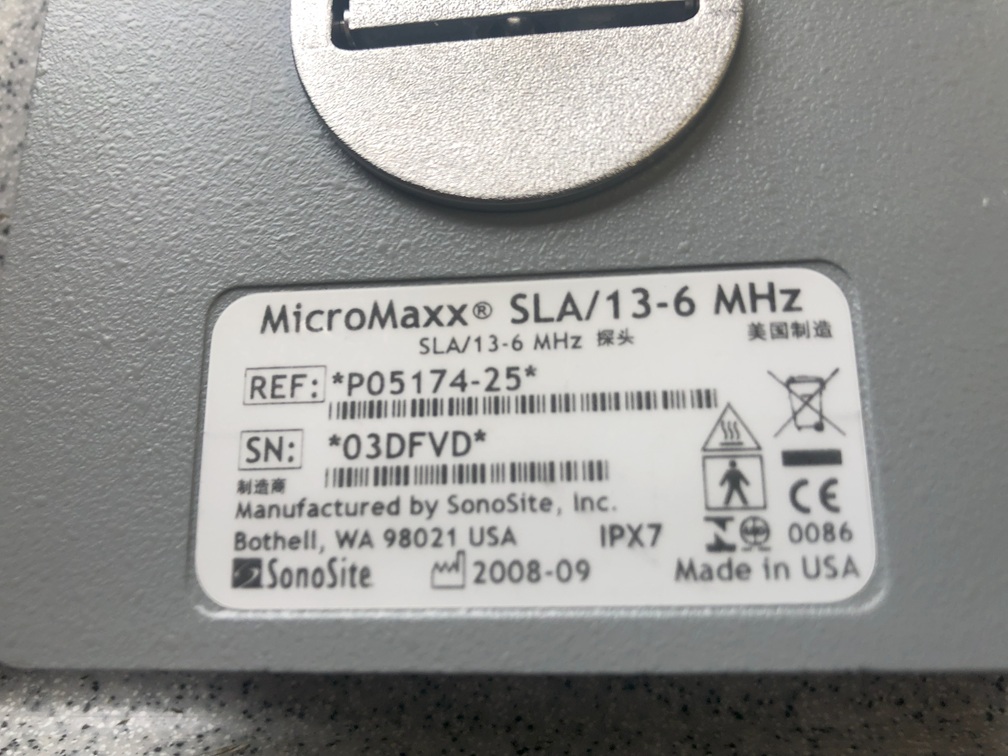 MicroMaxx® SLA/13-6 MHz
SLA/13-6 MHz 探头 美国制造
REF: *P05174-25*
SN: *03DFVD*
制造商
Manufactured by SonoSite, Inc.
Bothell, WA 98021 USA IPX7 0086
SonoSite 2008-09 Made in USA
CE